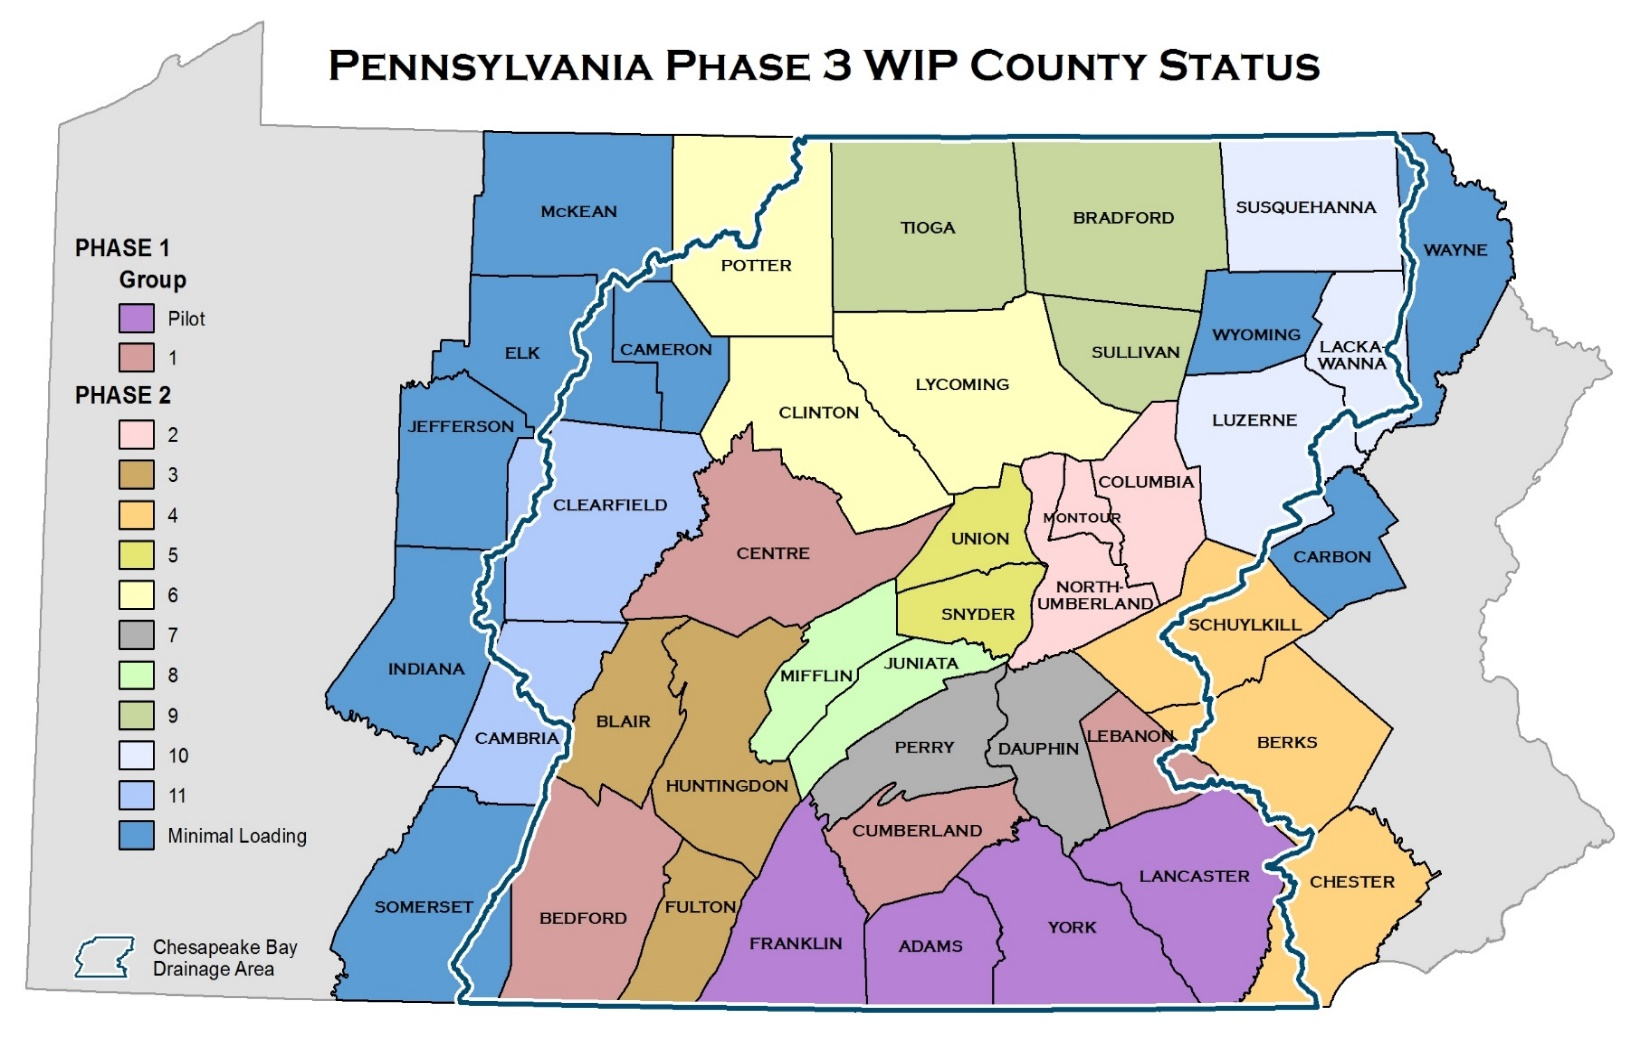 PENNSYLVANIA PHASE 3 WIP COUNTY STATUS
PHASE 1
Group
Pilot
1
PHASE 2
2
3
4
5
6
7
8
9
10
11
Minimal Loading
Chesapeake Bay
Drainage Area
McKEAN
POTTER
TIOGA
BRADFORD
SUSQUEHANNA
WAYNE
ELK
CAMERON
SULLIVAN
WYOMING
LACKA-
WANNA
JEFFERSON
CLINTON
LYCOMING
LUZERNE
CLEARFIELD
CENTRE
UNION
MONTOUR
COLUMBIA
CARBON
SNYDER
NORTH-
UMBERLAND
SCHUYLKILL
INDIANA
MIFFLIN
JUNIATA
CAMBRIA
BLAIR
HUNTINGDON
PERRY
DAUPHIN
LEBANON
BERKS
CUMBERLAND
LANCASTER
CHESTER
SOMERSET
BEDFORD
FULTON
FRANKLIN
ADAMS
YORK